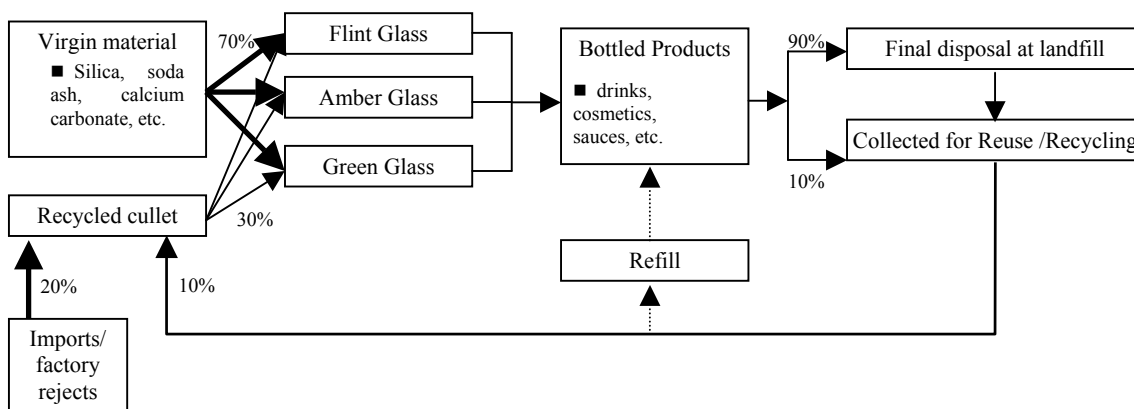 Virgin material
■ Silica, soda
ash, calcium
carbonate, etc.
70%
Flint Glass
Amber Glass
Green Glass
Bottled Products
■ drinks,
cosmetics,
sauces, etc.
90%
Final disposal at landfill
Collected for Reuse /Recycling
10%
Recycled cullet
30%
Refill
20%
10%
Imports/
factory
rejects